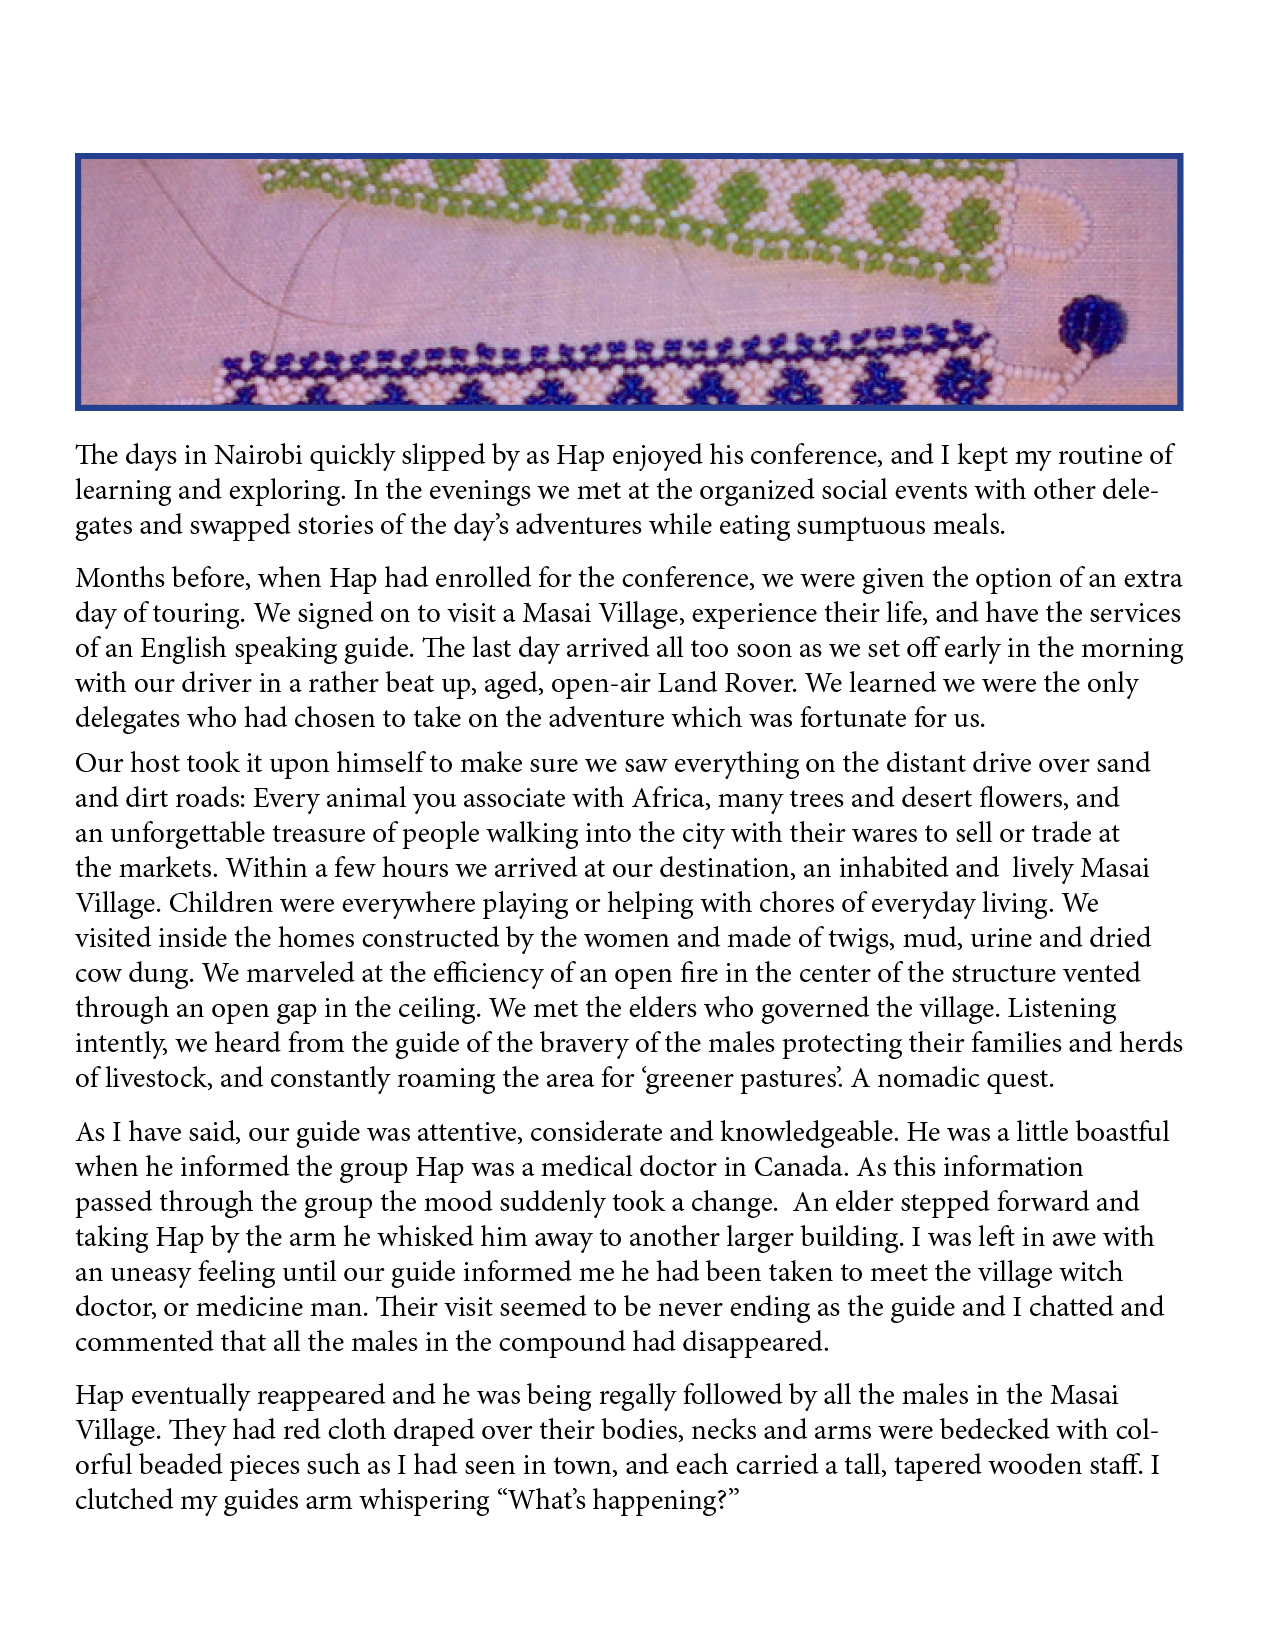 The days in Nairobi quickly slipped by as Hap enjoyed his conference, and I kept my routine of
learning and exploring. In the evenings we met at the organized social events with other dele-
gates and swapped stories of the day’s adventures while eating sumptuous meals.
Months before, when Hap had enrolled for the conference, we were given the option of an extra
day of touring. We signed on to visit a Masai Village, experience their life, and have the services
of an English speaking guide. The last day arrived all too soon as we set off early in the morning
with our driver in a rather beat up, aged, open-air Land Rover. We learned we were the only
delegates who had chosen to take on the adventure which was fortunate for us.
Our host took it upon himself to make sure we saw everything on the distant drive over sand
and dirt roads: Every animal you associate with Africa, many trees and desert flowers, and
an unforgettable treasure of people walking into the city with their wares to sell or trade at
the markets. Within a few hours we arrived at our destination, an inhabited and  lively Masai
Village. Children were everywhere playing or helping with chores of everyday living. We
visited inside the homes constructed by the women and made of twigs, mud, urine and dried
cow dung. We marveled at the efficiency of an open fire in the center of the structure vented
through an open gap in the ceiling. We met the elders who governed the village. Listening
intently, we heard from the guide of the bravery of the males protecting their families and herds
of livestock, and constantly roaming the area for ‘greener pastures’. A nomadic quest.
As I have said, our guide was attentive, considerate and knowledgeable. He was a little boastful
when he informed the group Hap was a medical doctor in Canada. As this information
passed through the group the mood suddenly took a change.  An elder stepped forward and
taking Hap by the arm he whisked him away to another larger building. I was left in awe with
an uneasy feeling until our guide informed me he had been taken to meet the village witch
doctor, or medicine man. Their visit seemed to be never ending as the guide and I chatted and
commented that all the males in the compound had disappeared.
Hap eventually reappeared and he was being regally followed by all the males in the Masai
Village. They had red cloth draped over their bodies, necks and arms were bedecked with col-
orful beaded pieces such as I had seen in town, and each carried a tall, tapered wooden staff. I
clutched my guides arm whispering “What’s happening?”